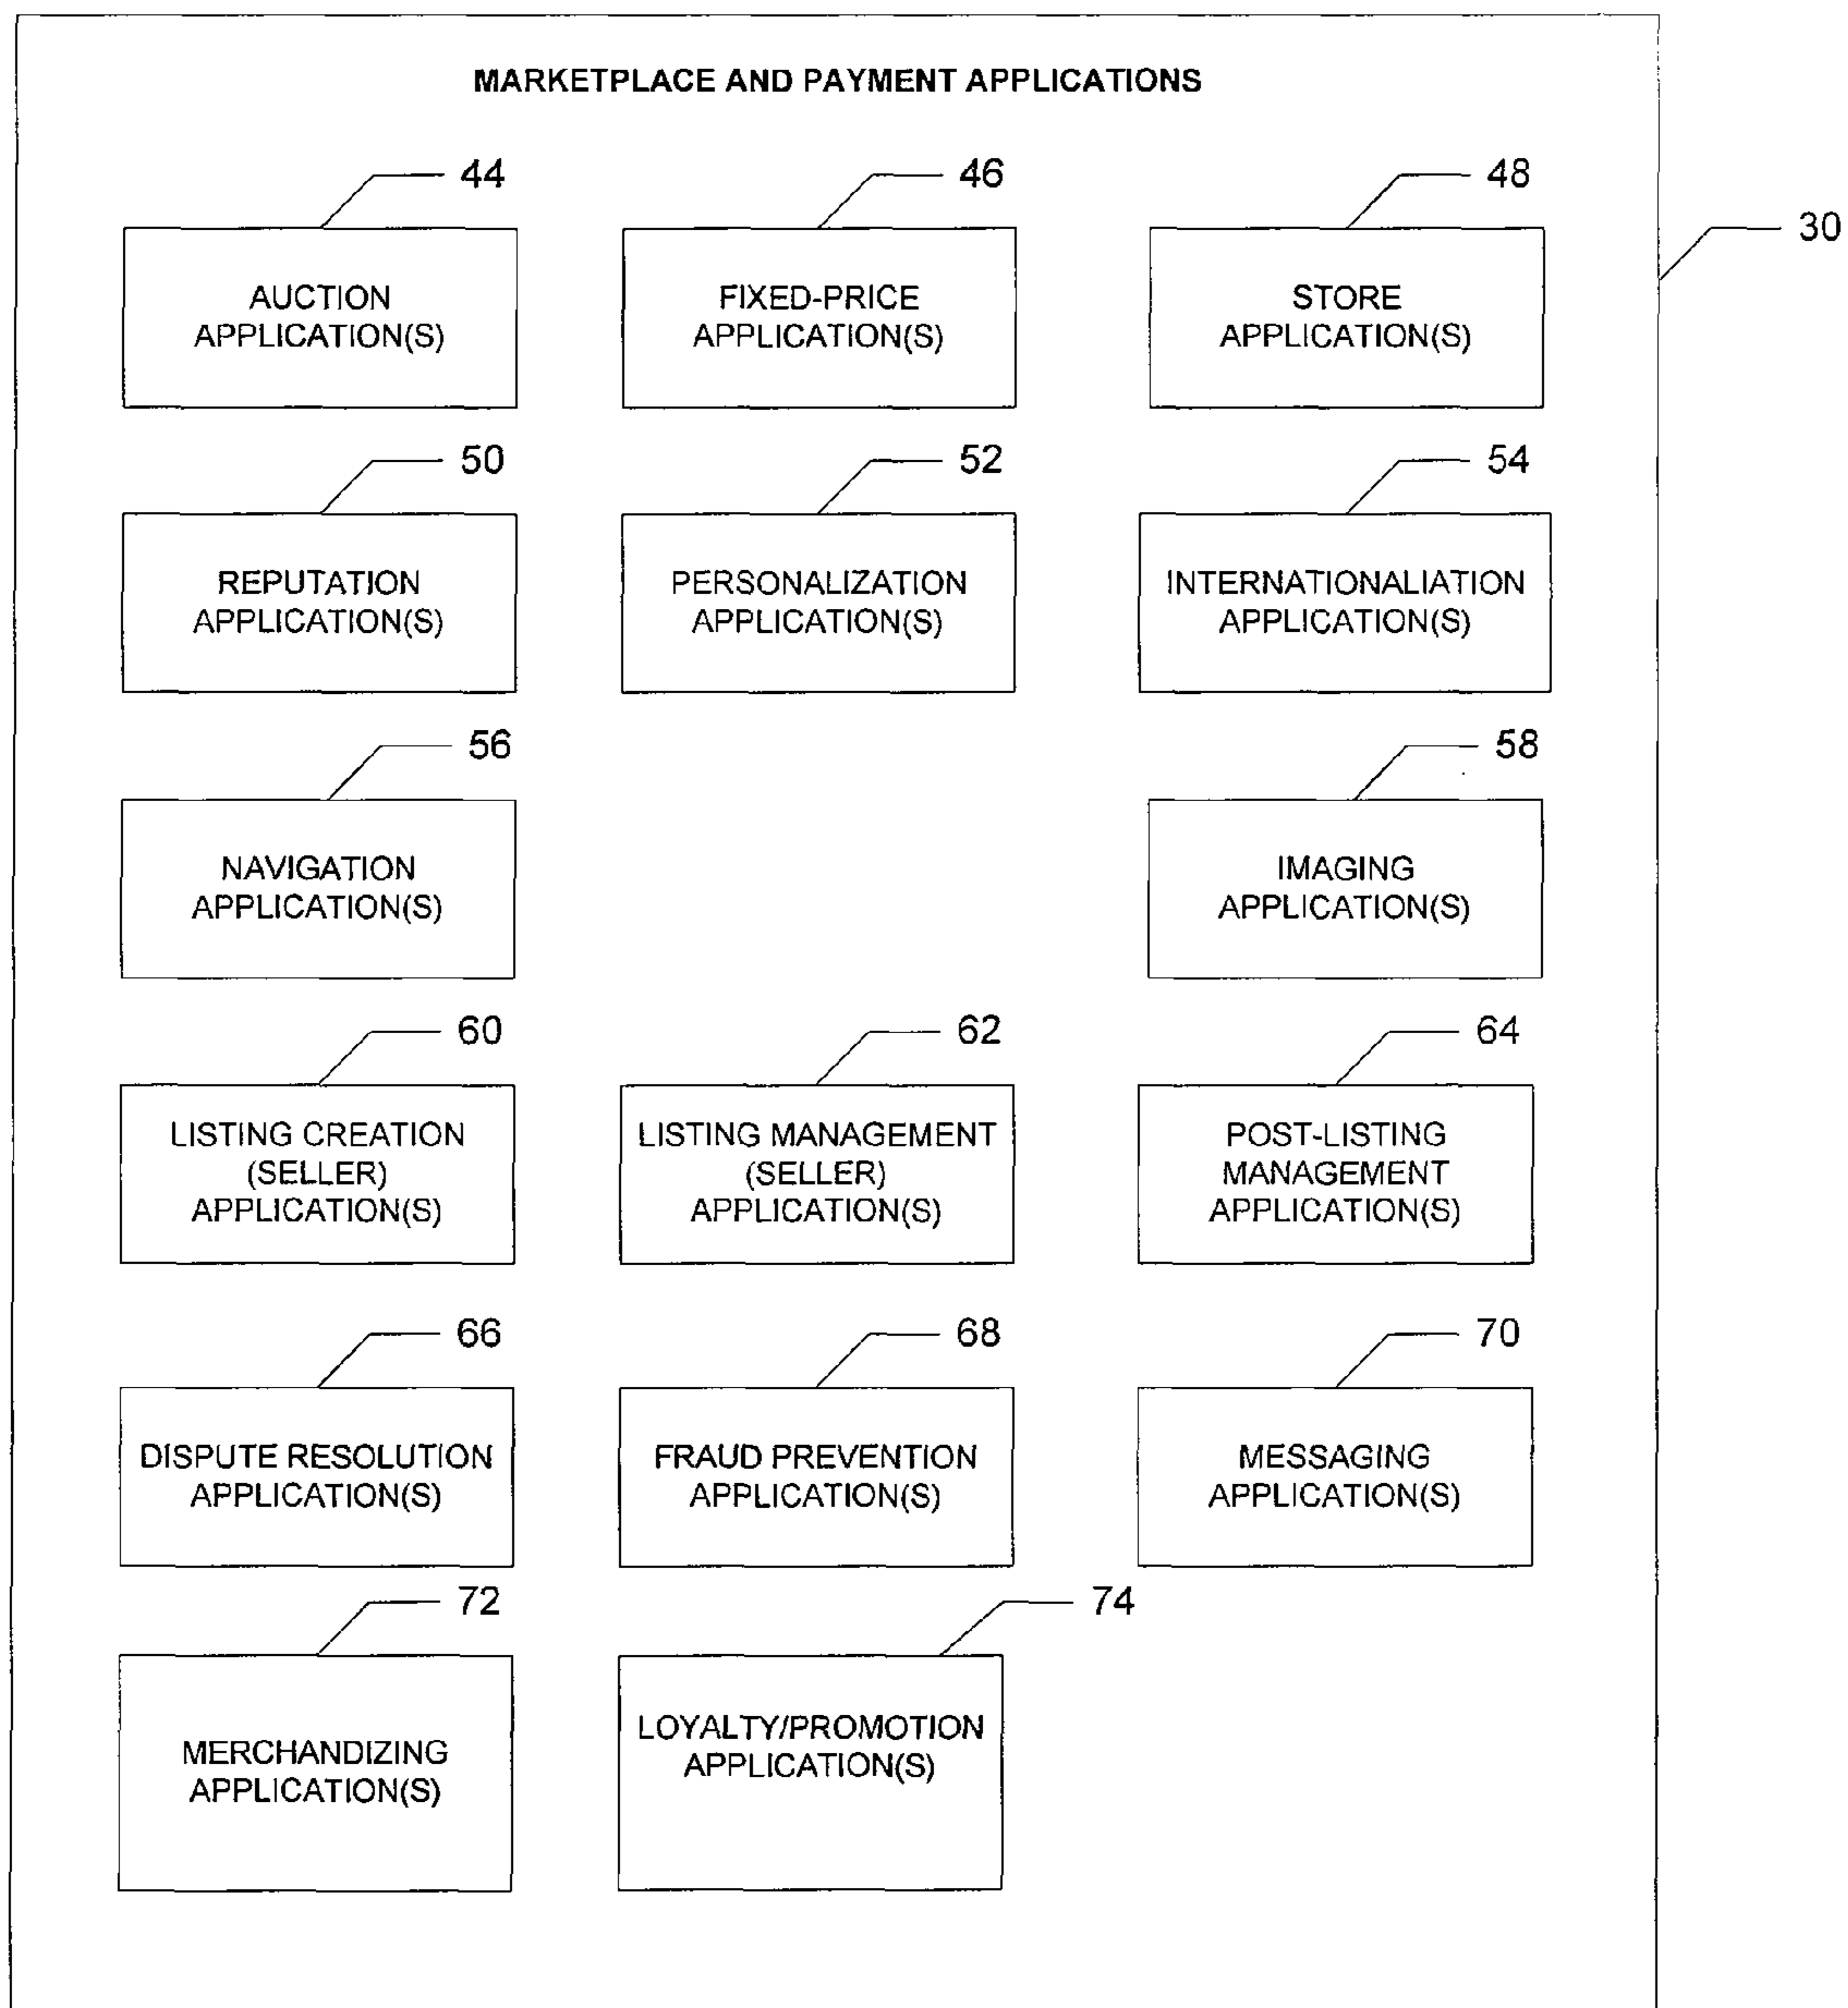 MARKETPLACE AND PAYMENT APPLICATIONS
44
46
48
30
AUCTION
APPLICATION(S)
FIXED-PRICE
APPLICATION(S)
STORE
APPLICATION(S)
50
52
54
REPUTATION
APPLICATION(S)
PERSONALIZATION
APPLICATION(S)
INTERNATIONALIATION
APPLICATION(S)
56
58
NAVIGATION
APPLICATION(S)
IMAGING
APPLICATION(S)
60
62
64
LISTING CREATION
(SELLER)
APPLICATION(S)
LISTING MANAGEMENT
(SELLER)
APPLICATION(S)
POST-LISTING
MANAGEMENT
APPLICATION(S)
66
68
70
DISPUTE RESOLUTION
APPLICATION(S)
FRAUD PREVENTION
APPLICATION(S)
MESSAGING
APPLICATION(S)
72
74
MERCHANDIZING
APPLICATION(S)
LOYALTY/PROMOTION
APPLICATION(S)